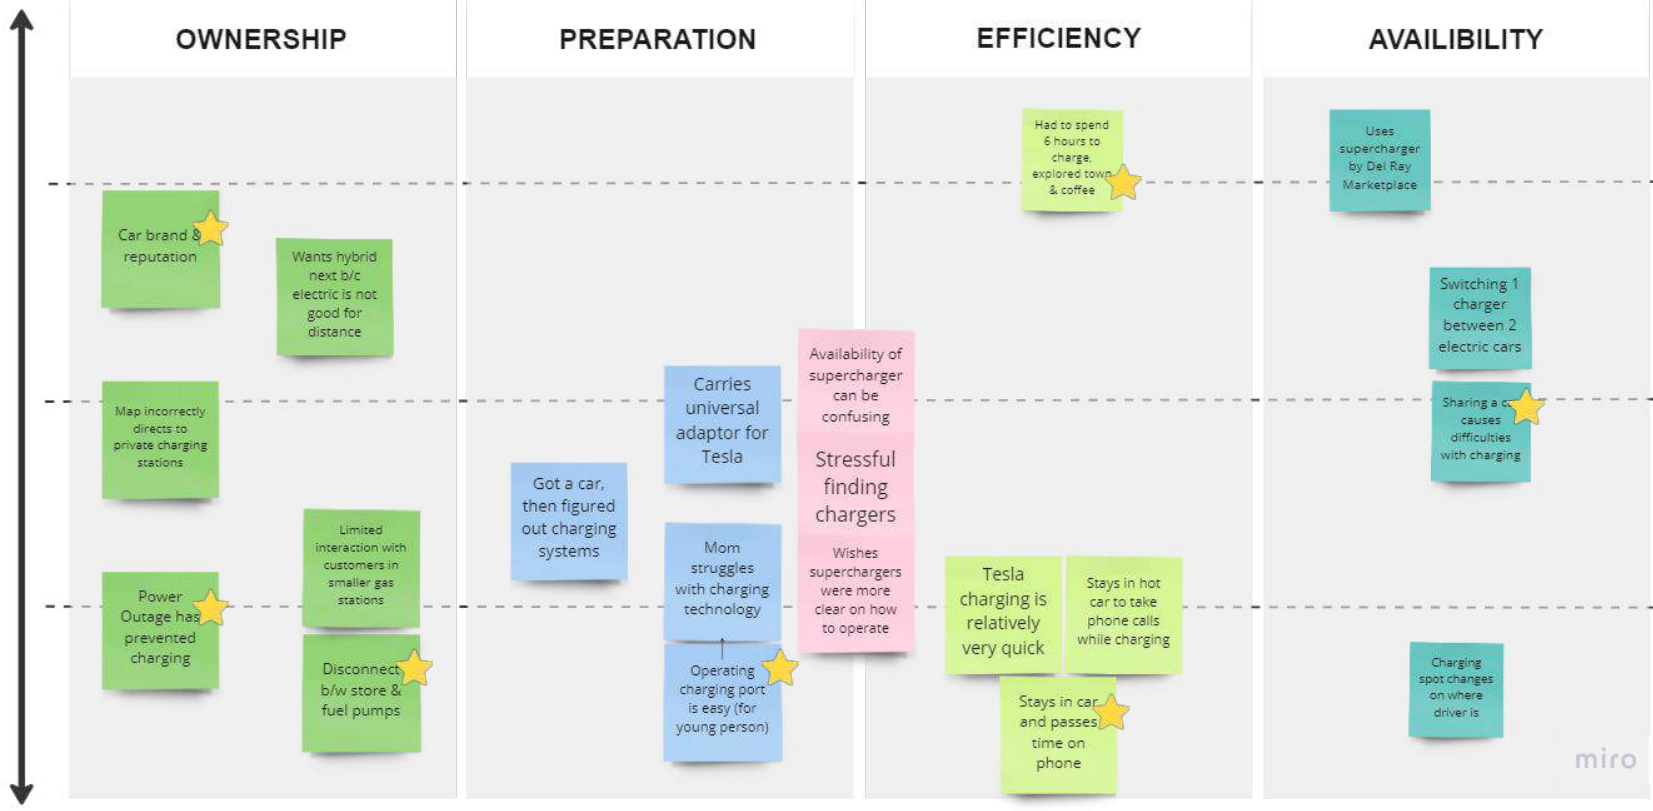 OWNERSHIP
PREPARATION
EFFICIENCY
AVAILIBILITY
Car brand &
reputation
Wants hybrid
next b/c
electric is not
good for
distance
Map incorrectly
directs to
private charging
stations
Limited
interaction with
customers in
smaller gas
stations
Power
Outage has
prevented
charging
Disconnect
b/w store &
fuel pumps
Carries
universal
adaptor for
Tesla
Got a car,
then figured
out charging
systems
Mom
struggles
with charging
technology
Operating
charging port
is easy (for
young person)
Availability of
supercharger
can be
confusing
Stressful
finding
chargers
Wishes
superchargers
were more
clear on how
to operate
Had to spend
6 hours to
charge,
explored town
& coffee
Tesla
charging is
relatively
very quick
Stays in hot
car to take
phone calls
while charging
Stays in car
and passes
time on
phone
Uses
supercharger
by Del Ray
Marketplace
Switching 1
charger
between 2
electric cars
Sharing a
causes
difficulties
with charging
Charging
spot changes
on where
driver is
miro